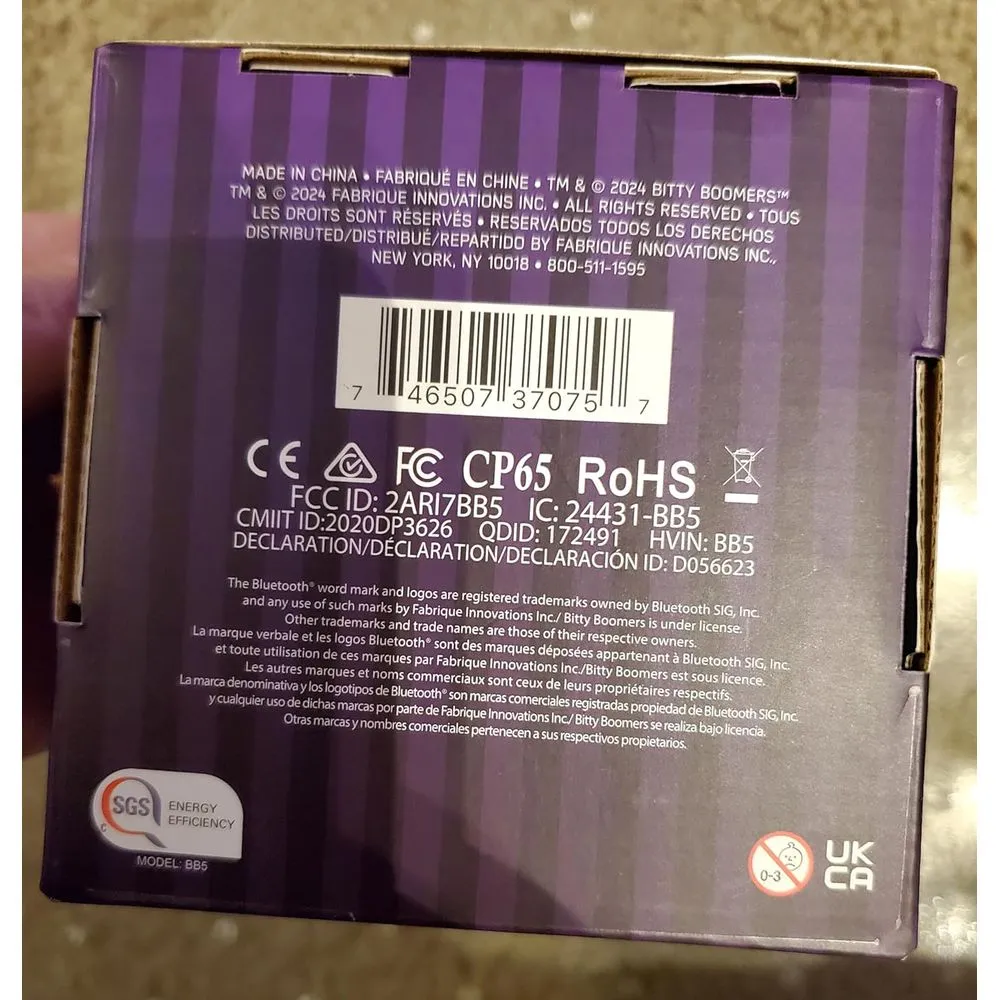 MADE IN CHINA • FABRIQUÉ EN CHINE • TM & © 2024 BITTY BOOMERS™
TM & © 2024 FABRIQUE INNOVATIONS INC. • ALL RIGHTS RESERVED • TOUS
LES DROITS SONT RÉSERVÉS • RESERVADOS TODOS LOS DERECHOS
DISTRIBUTED/DISTRIBUÉ/REPARTIDO BY FABRIQUE INNOVATIONS INC.,
NEW YORK, NY 10018 • 800-511-1595
7 46507 37075 7
CE FC CP65 RoHS
FCC ID: 2ARI7BB5 IC: 24431-BB5
CMIIT ID:2020DP3626 QDID: 172491 HVIN: BB5
DECLARATION/DÉCLARATION/DECLARACIÓN ID: D056623
The Bluetooth® word mark and logos are registered trademarks owned by Bluetooth SIG, Inc.
and any use of such marks by Fabrique Innovations Inc./ Bitty Boomers is under license.
Other trademarks and trade names are those of their respective owners.
La marque verbale et les logos Bluetooth® sont des marques déposées appartenant à Bluetooth SIG, Inc.
et toute utilisation de ces marques par Fabrique Innovations Inc./Bitty Boomers est sous licence.
Les autres marques et noms commerciaux sont ceux de leurs propriétaires respectifs.
La marca denominativa y los logotipos de Bluetooth® son marcas comerciales registradas propiedad de Bluetooth SIG, Inc.
y cualquier uso de dichas marcas por parte de Fabrique Innovations Inc./ Bitty Boomers se realiza bajo licencia.
Otras marcas y nombres comerciales pertenecen a sus respectivos propietarios.
SGS
C
ENERGY
EFFICIENCY
MODEL: BB5
0-3
UK
CA